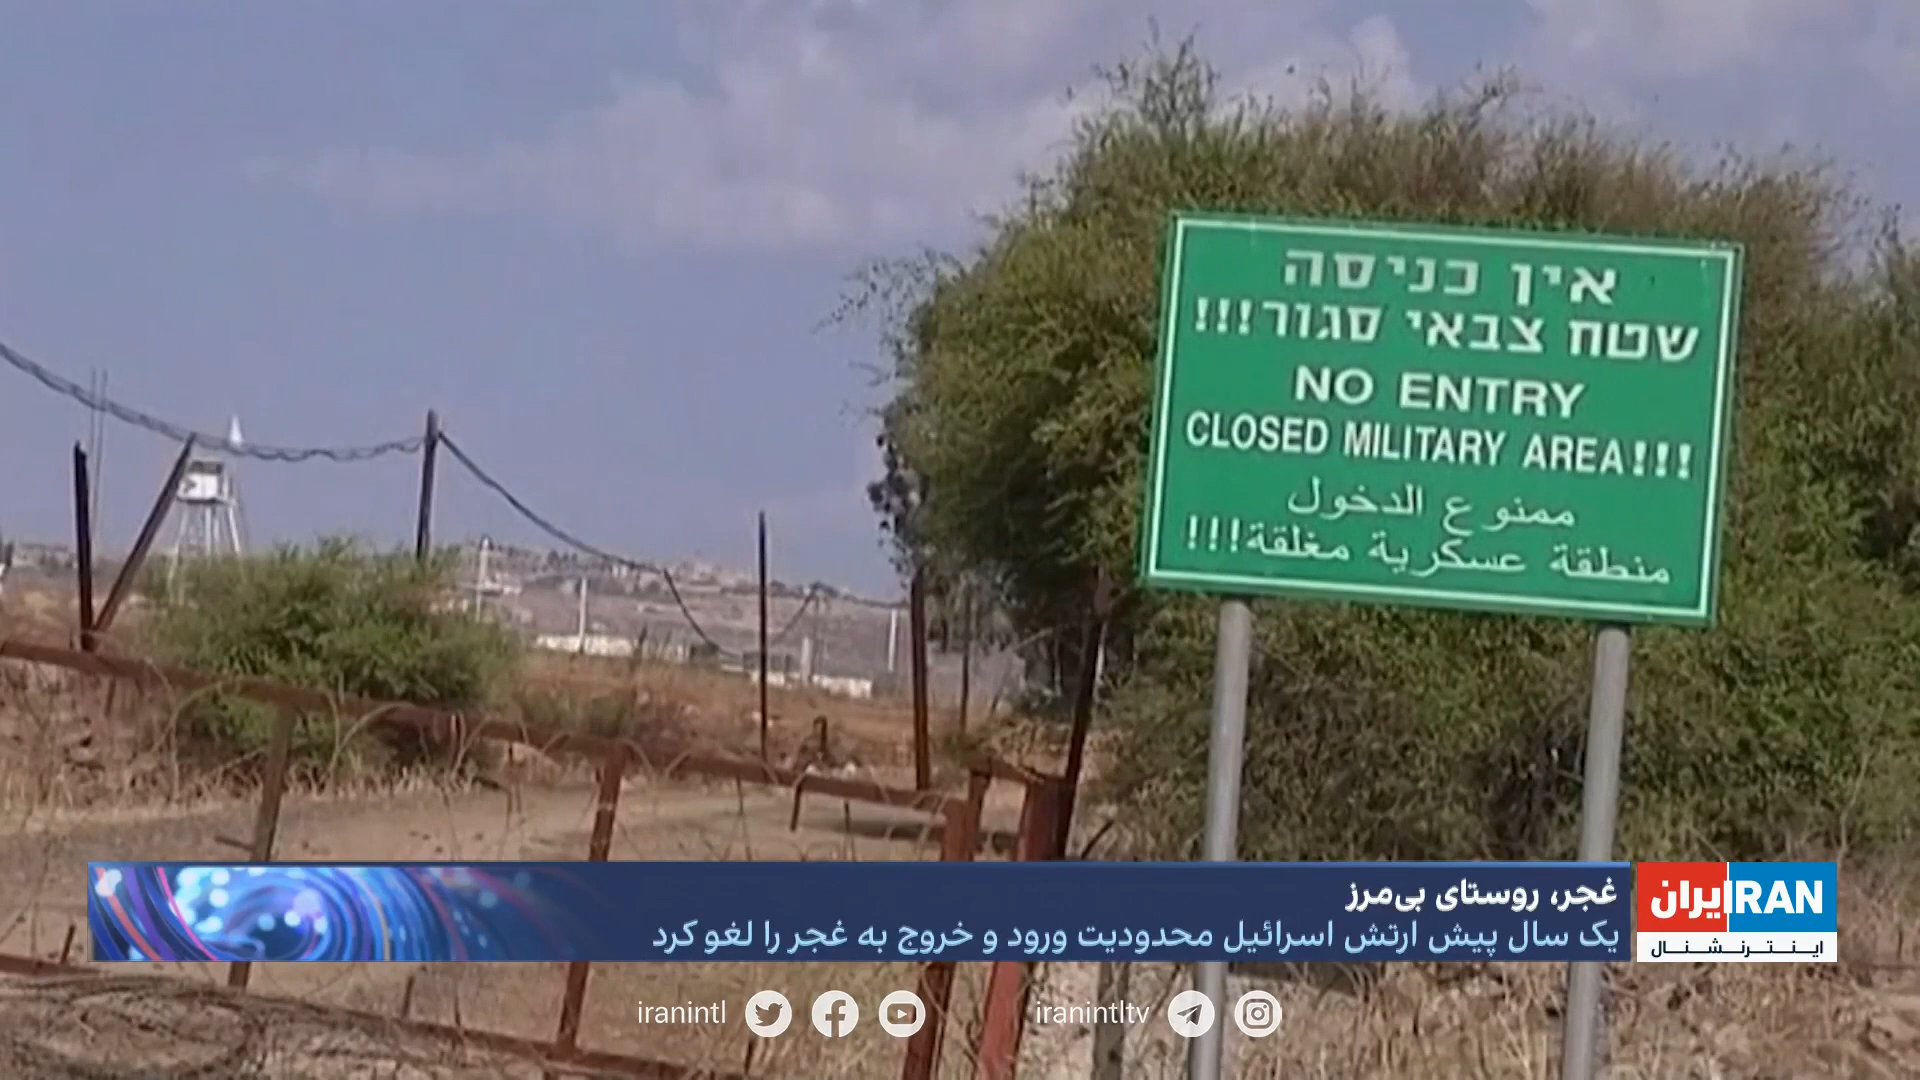 אין כניסה
שטח צבאי סגור!!!
NO ENTRY
CLOSED MILITARY AREA!!!
ممنوع الدخول
منطقة عسكرية مغلقة!!!
غجر، روستای بی‌مرز
یک سال پیش ارتش اسرائیل محدودیت ورود و خروج به غجر را لغو کرد
ایران IRAN
اینترنشنال
iranintl
iranintltv